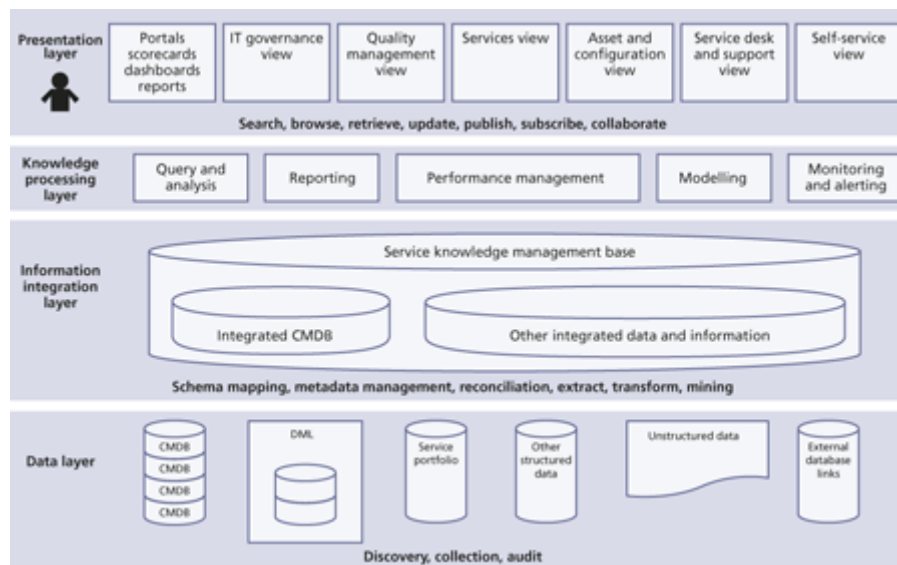 Presentation
layer
Portals
scorecards
dashboards
reports
IT governance
view
Quality
management
view
Services view
Asset and
configuration
view
Service desk
and support
view
Self-service
view
Search, browse, retrieve, update, publish, subscribe, collaborate
Knowledge
processing
layer
Query and
analysis
Reporting
Performance management
Modelling
Monitoring
and alerting
Information
integration
layer
Service knowledge management base
Integrated CMDB
Other integrated data and information
Schema mapping, metadata management, reconciliation, extract, transform, mining
Data layer
CMDB
CMDB
CMDB
CMDB
DML
Service
portfolio
Other
structured
data
Unstructured data
External
database
links
Discovery, collection, audit